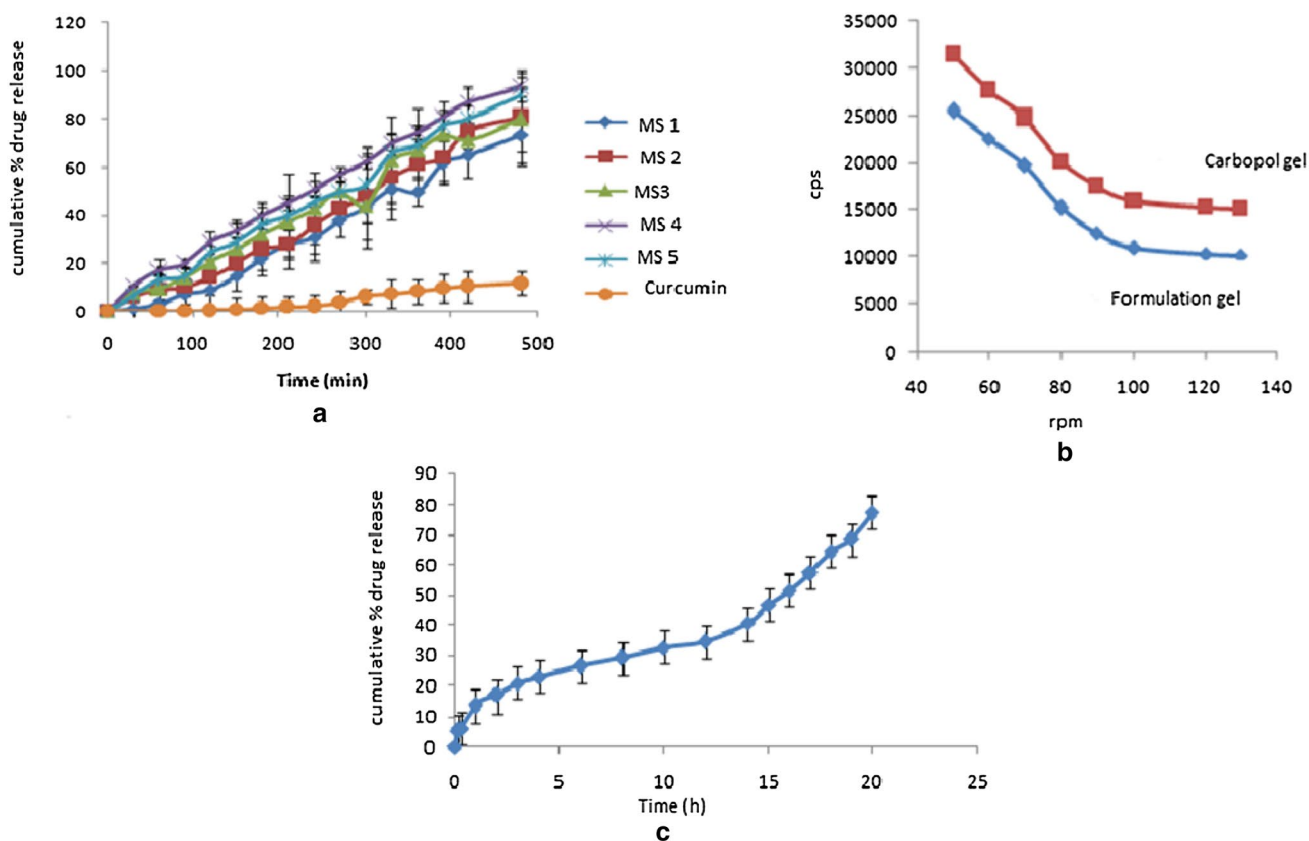 cumulative % drug release
120
100
80
60
40
20
0
0 100 200 300 400 500
Time (min)
MS 1
MS 2
MS3
MS 4
MS 5
Curcumin
a
cps
35000
30000
25000
20000
15000
10000
5000
0
40 60 80 100 120 140
rpm
Carbopol gel
Formulation gel
b
cumulative % drug release
90
80
70
60
50
40
30
20
10
0
0 5 10 15 20 25
Time (h)
c